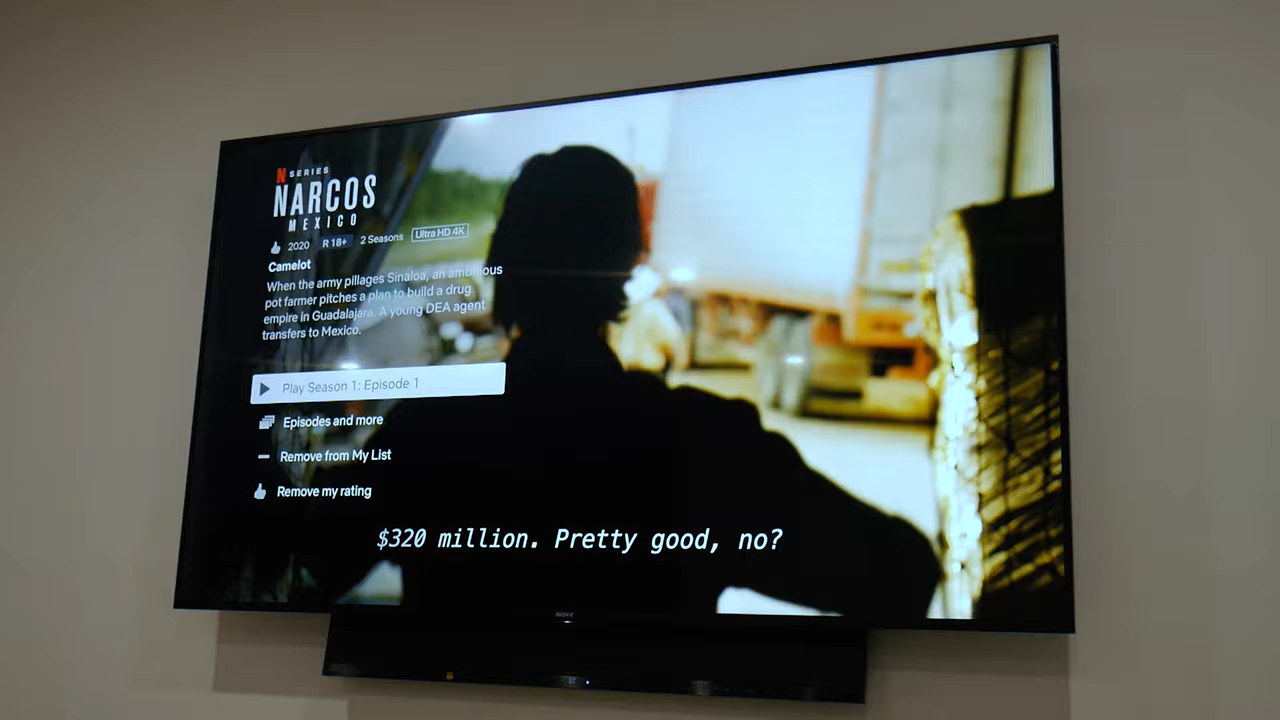 N SERIES
NARCOS
MEXICO
2020 R 18+ 2 Seasons Ultra HD 4K
Camelot
When the army pillages Sinaloa, an ambitious
pot farmer pitches a plan to build a drug
empire in Guadalajara. A young DEA agent
transfers to Mexico.
Play Season 1: Episode 1
Episodes and more
Remove from My List
Remove my rating
$320 million. Pretty good, no?
SONY